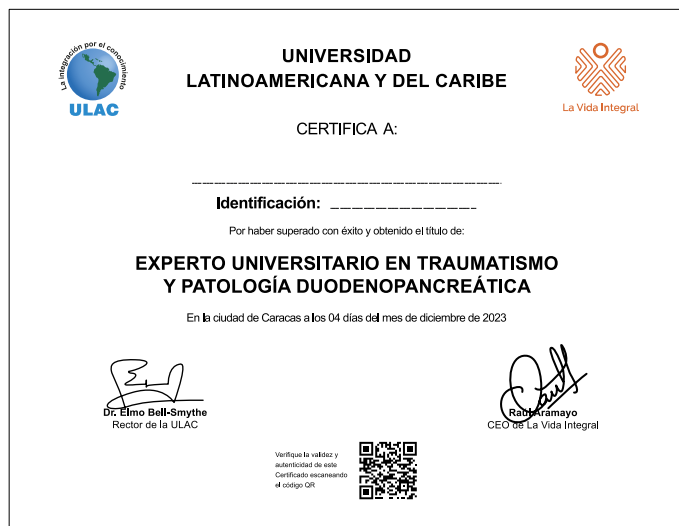 La integración por el conocimiento
ULAC
UNIVERSIDAD
LATINOAMERICANA Y DEL CARIBE
La Vida Integral
CERTIFICA A:
Identificación:
Por haber superado con éxito y obtenido el título de:
EXPERTO UNIVERSITARIO EN TRAUMATISMO
Y PATOLOGÍA DUODENOPANCREÁTICA
En la ciudad de Caracas a los 04 días del mes de diciembre de 2023
Dr. Elmo Bell-Smythe
Rector de la ULAC
Raúl Aramayo
CEO de La Vida Integral
Verifique la validez y
autenticidad de este
Certificado escaneando
el código QR